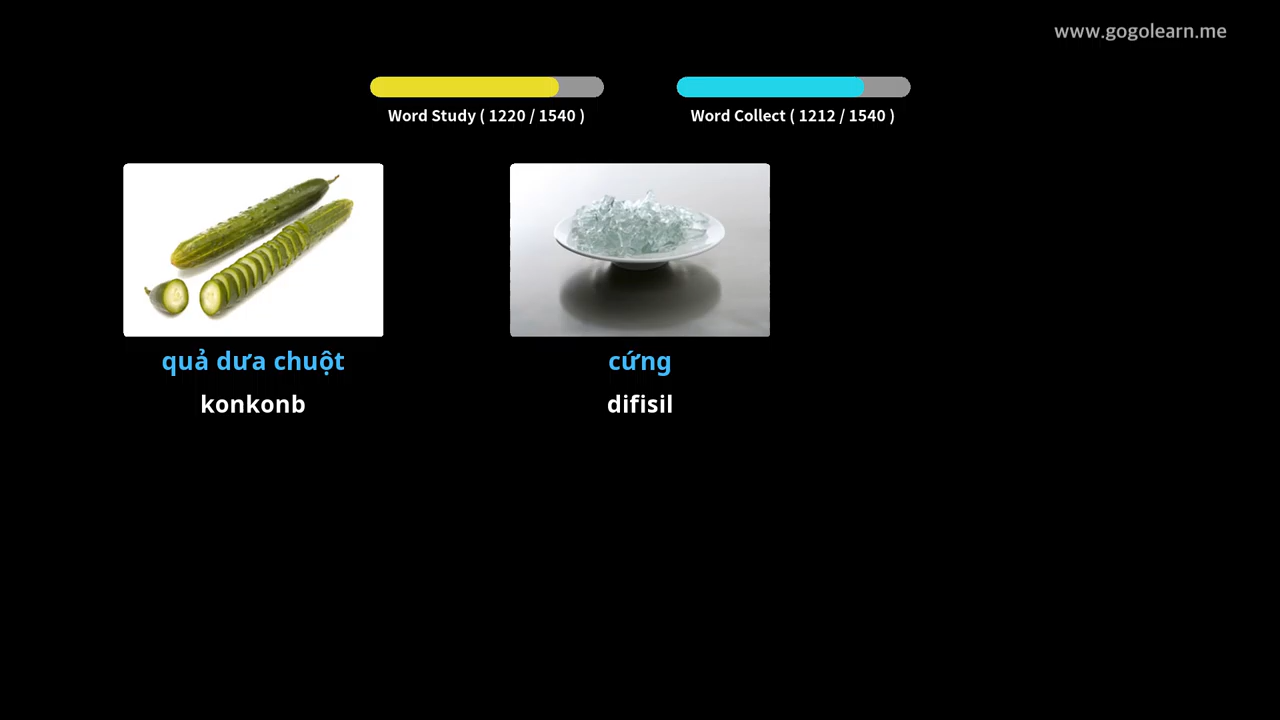 www.gogolearn.me
Word Study ( 1220 / 1540 )
Word Collect ( 1212 / 1540 )
quả dưa chuột
cứng
konkonb
difisil